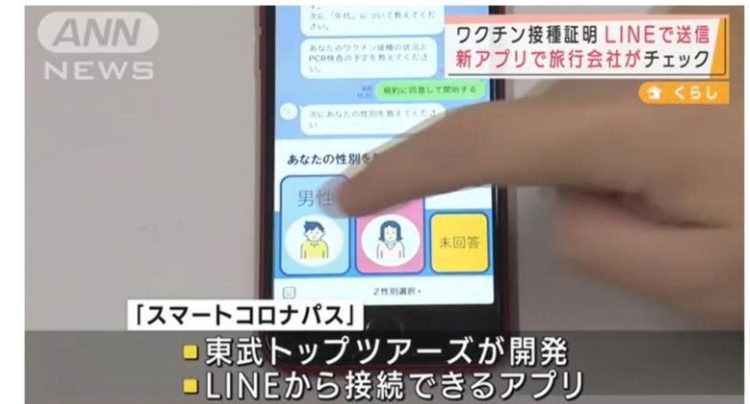 ANN
NEWS
ワクチン接種証明 LINEで送信
新アプリで旅行会社がチェック
くらし
次に「年代」について教えてくだ
さい。
あなたのワクチン接種の状況と
PCR検査の予定を教えてくださ
い。
規約に同意して開始する
次にあなたの性別を教えてくださ
い
あなたの性別を
男性
未回答
2性別選択
「スマートコロナパス」
東武トップツアーズが開発
LINEから接続できるアプリ